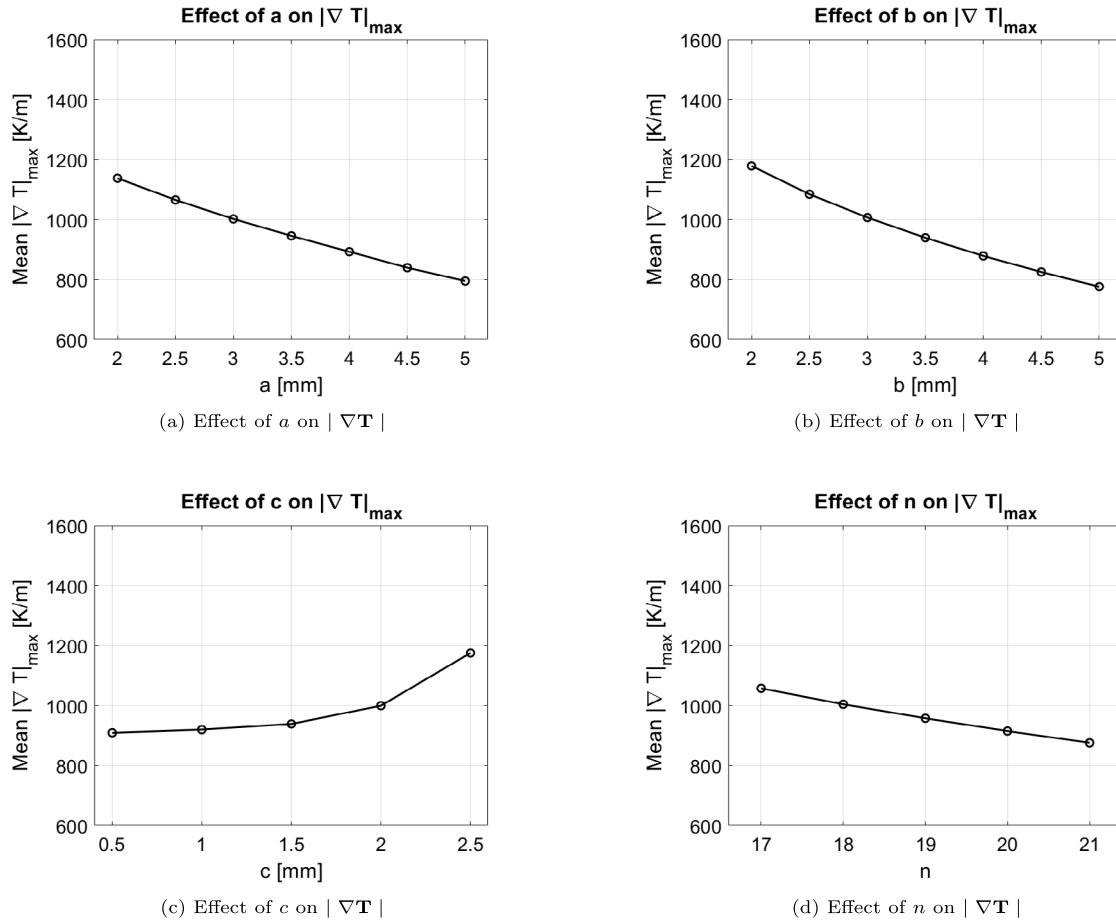 Effect of a on |∇ T|max
Mean |∇ T|max [K/m]
1600
1400
1200
1000
800
600
2 2.5 3 3.5 4 4.5 5
a [mm]
(a) Effect of a on | ∇T |
Effect of b on |∇ T|max
Mean |∇ T|max [K/m]
1600
1400
1200
1000
800
600
2 2.5 3 3.5 4 4.5 5
b [mm]
(b) Effect of b on | ∇T |
Effect of c on |∇ T|max
Mean |∇ T|max [K/m]
1600
1400
1200
1000
800
600
0.5 1 1.5 2 2.5
c [mm]
(c) Effect of c on | ∇T |
Effect of n on |∇ T|max
Mean |∇ T|max [K/m]
1600
1400
1200
1000
800
600
17 18 19 20 21
n
(d) Effect of n on | ∇T |